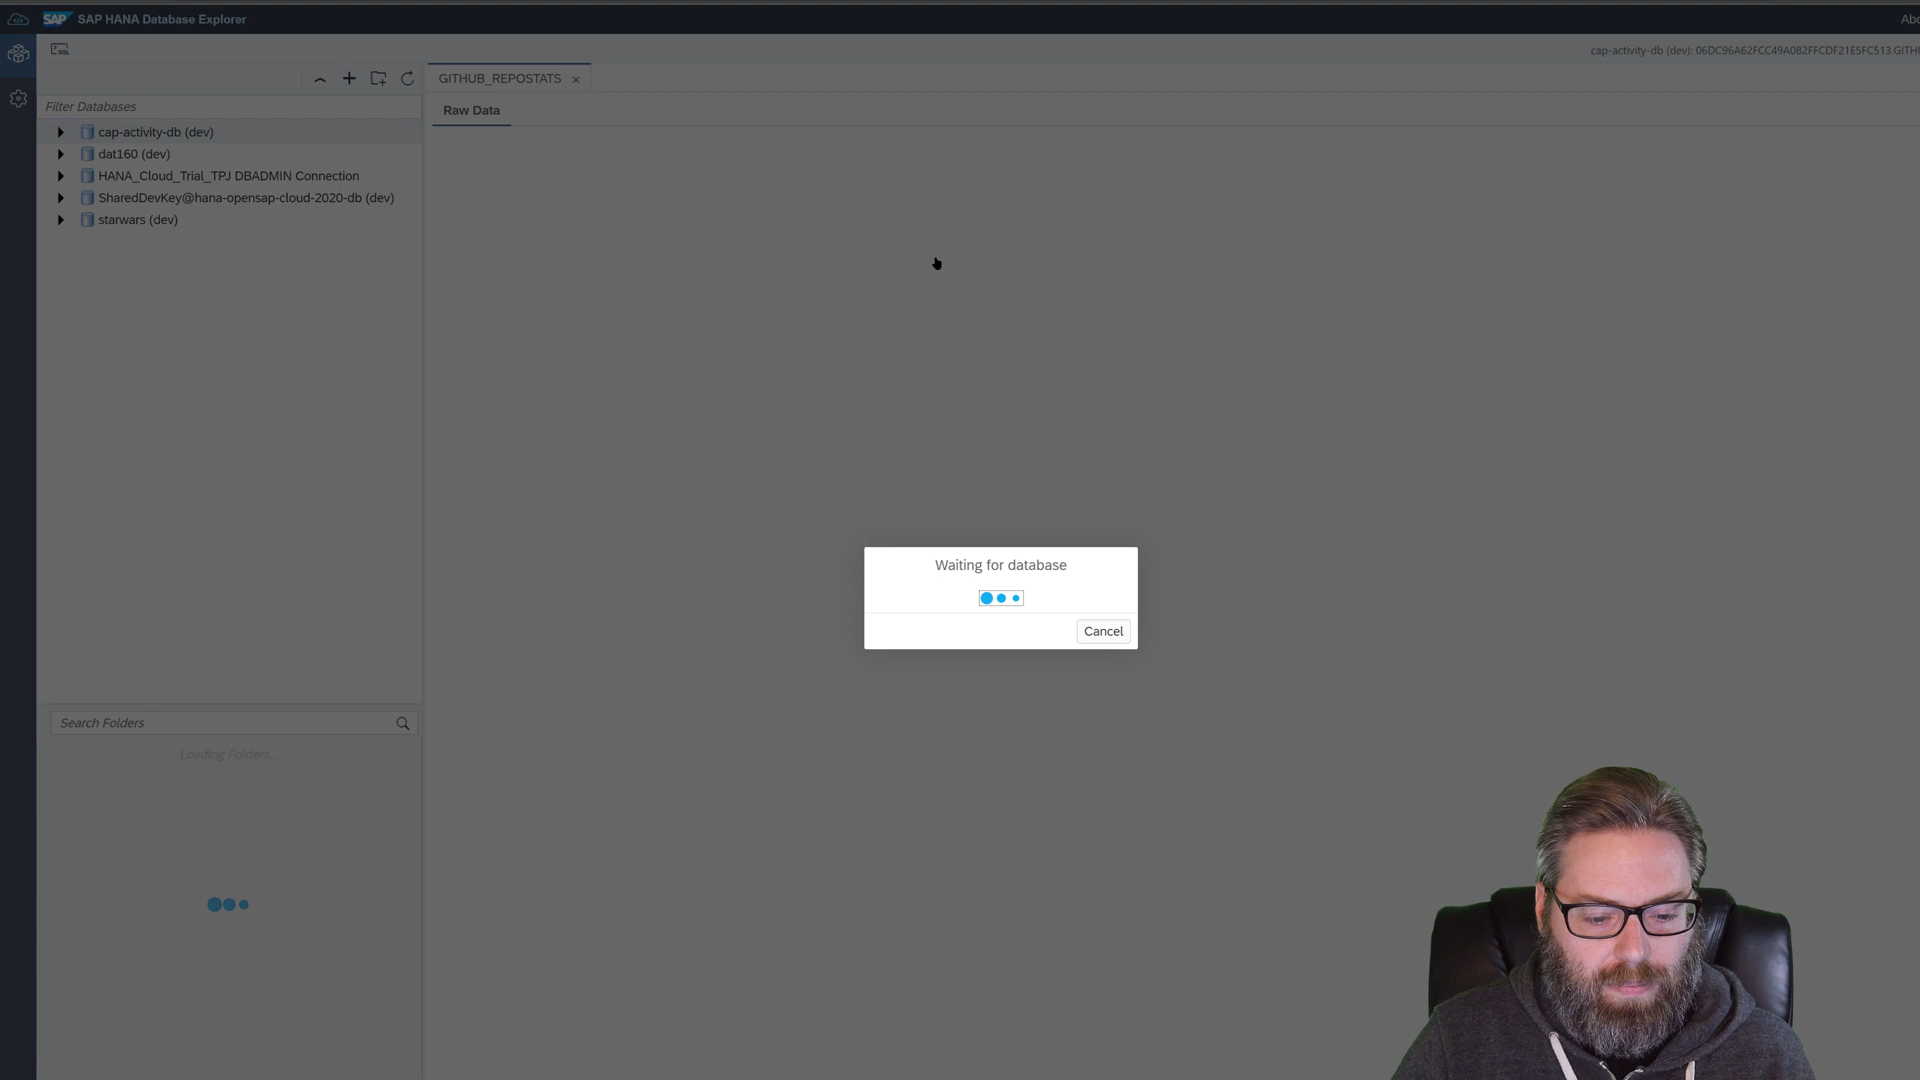 SAP SAP HANA Database Explorer
SQL
cap-activity-db (dev): 06DC96A62FCC49A082FFCDF21E5FC513.GITH
GITHUB_REPOSTATS
Filter Databases
Raw Data
cap-activity-db (dev)
dat160 (dev)
HANA_Cloud_Trial_TPJ DBADMIN Connection
SharedDevKey@hana-opensap-cloud-2020-db (dev)
starwars (dev)
Waiting for database
Cancel
Search Folders
Loading Folders...